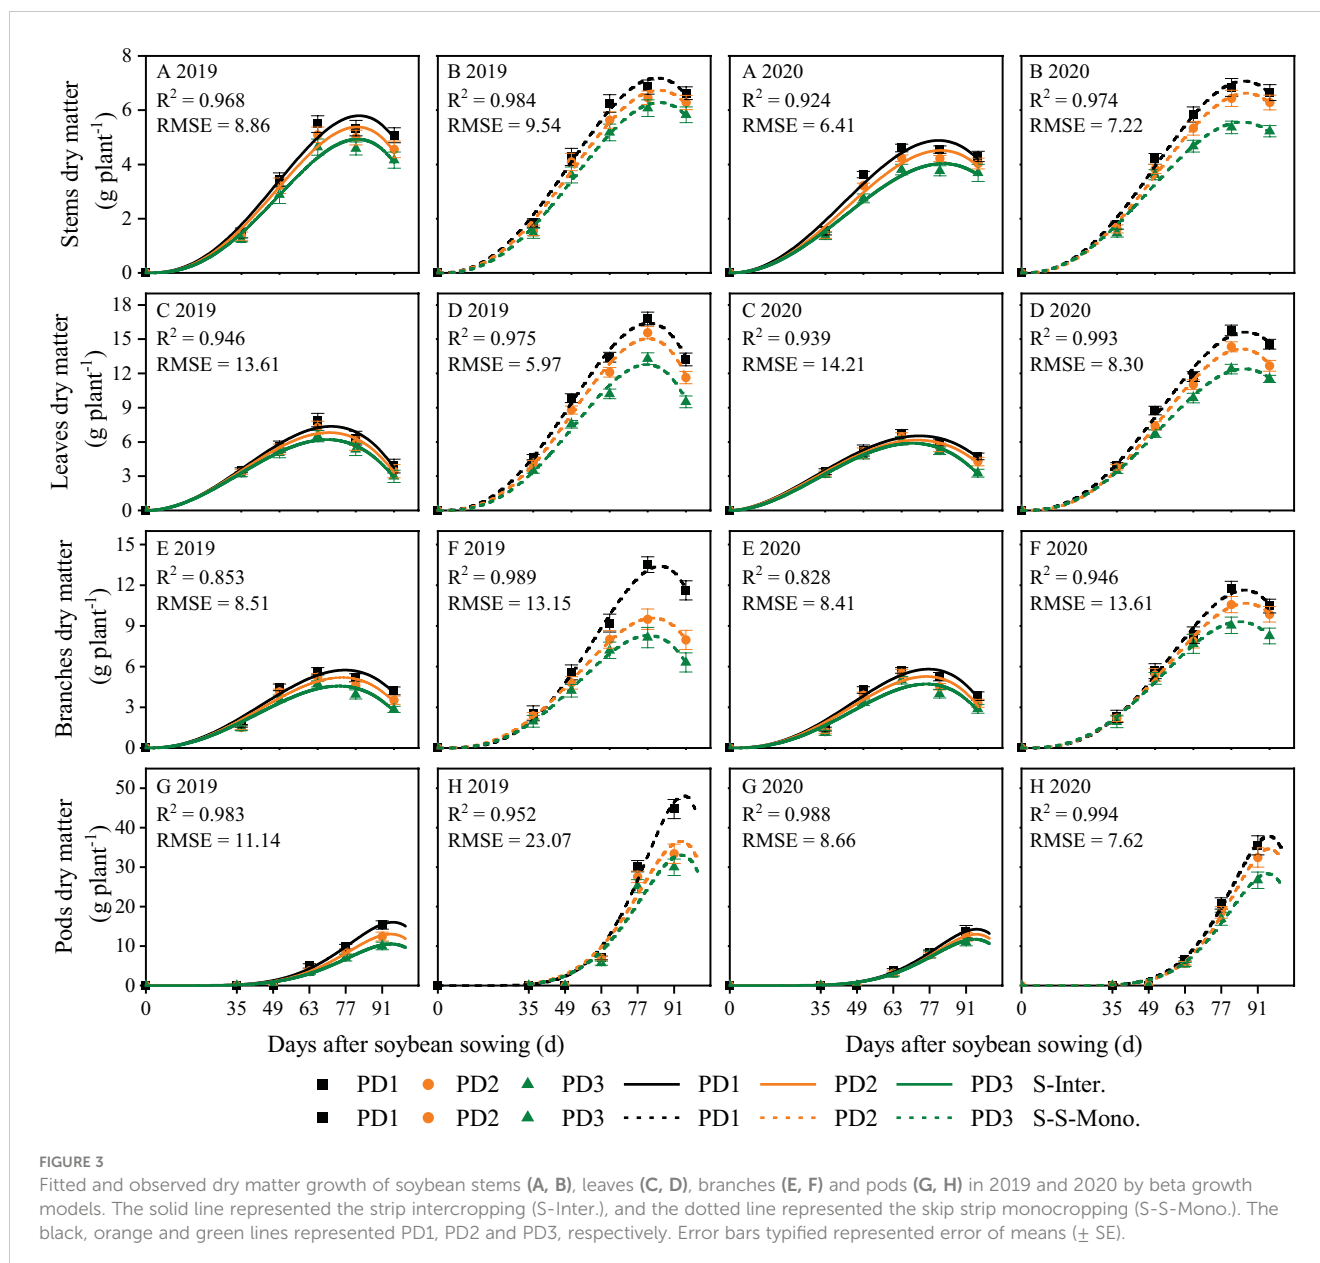 Stems dry matter
(g plant⁻¹)
8
6
4
2
0
A 2019
R² = 0.968
RMSE = 8.86
B 2019
R² = 0.984
RMSE = 9.54
A 2020
R² = 0.924
RMSE = 6.41
B 2020
R² = 0.974
RMSE = 7.22
Leaves dry matter
(g plant⁻¹)
18
15
12
9
6
3
0
C 2019
R² = 0.946
RMSE = 13.61
D 2019
R² = 0.975
RMSE = 5.97
C 2020
R² = 0.939
RMSE = 14.21
D 2020
R² = 0.993
RMSE = 8.30
Branches dry matter
(g plant⁻¹)
15
12
9
6
3
0
E 2019
R² = 0.853
RMSE = 8.51
F 2019
R² = 0.989
RMSE = 13.15
E 2020
R² = 0.828
RMSE = 8.41
F 2020
R² = 0.946
RMSE = 13.61
Pods dry matter
(g plant⁻¹)
50
40
30
20
10
0
G 2019
R² = 0.983
RMSE = 11.14
H 2019
R² = 0.952
RMSE = 23.07
G 2020
R² = 0.988
RMSE = 8.66
H 2020
R² = 0.994
RMSE = 7.62
0 35 49 63 77 91 0 35 49 63 77 91 0 35 49 63 77 91 0 35 49 63 77 91
Days after soybean sowing (d) Days after soybean sowing (d)
PD1 PD2 PD3 PD1 PD2 PD3 S-Inter.
PD1 PD2 PD3 PD1 PD2 PD3 S-S-Mono.
FIGURE 3
Fitted and observed dry matter growth of soybean stems (A, B), leaves (C, D), branches (E, F) and pods (G, H) in 2019 and 2020 by beta growth
models. The solid line represented the strip intercropping (S-Inter.), and the dotted line represented the skip strip monocropping (S-S-Mono.). The
black, orange and green lines represented PD1, PD2 and PD3, respectively. Error bars typified represented error of means (± SE).